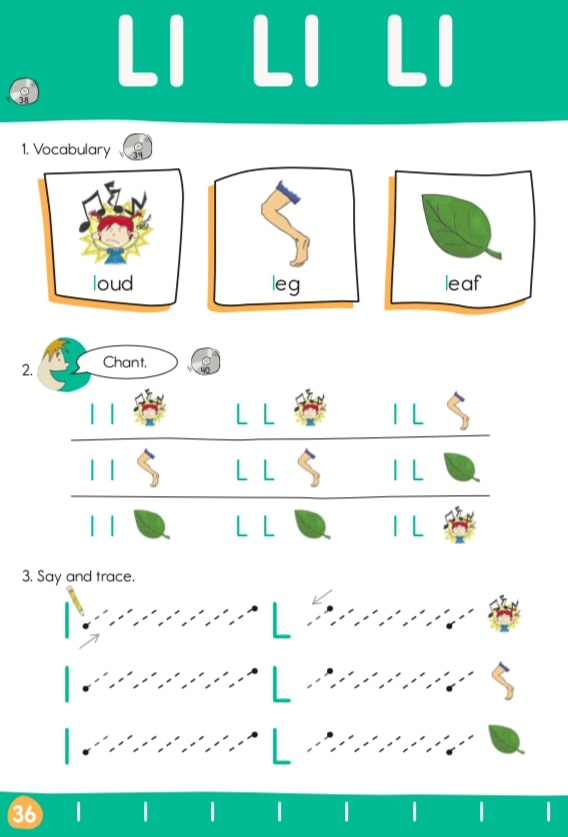 Ll Ll Ll
38
1. Vocabulary 39
loud leg leaf
2. Chant. 40
l l L L l L
l l L L l L
l l L L l L
3. Say and trace.
l L
l L
l L
36 l l l l l l l l